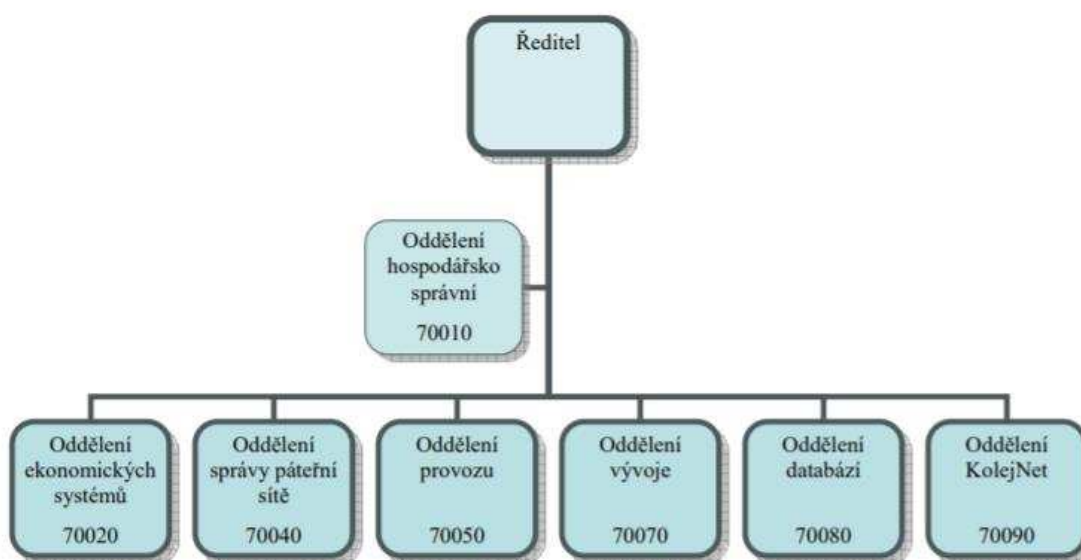 Ředitel
Oddělení
hospodářsko
správní
70010
Oddělení
ekonomických
systémů
70020
Oddělení
správy páteřní
sítě
70040
Oddělení
provozu
70050
Oddělení
vývoje
70070
Oddělení
databází
70080
Oddělení
KolejNet
70090